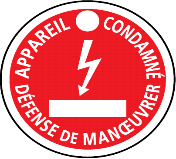 APPAREIL CONDAMNÉ
DÉFENSE DE MANŒUVRER